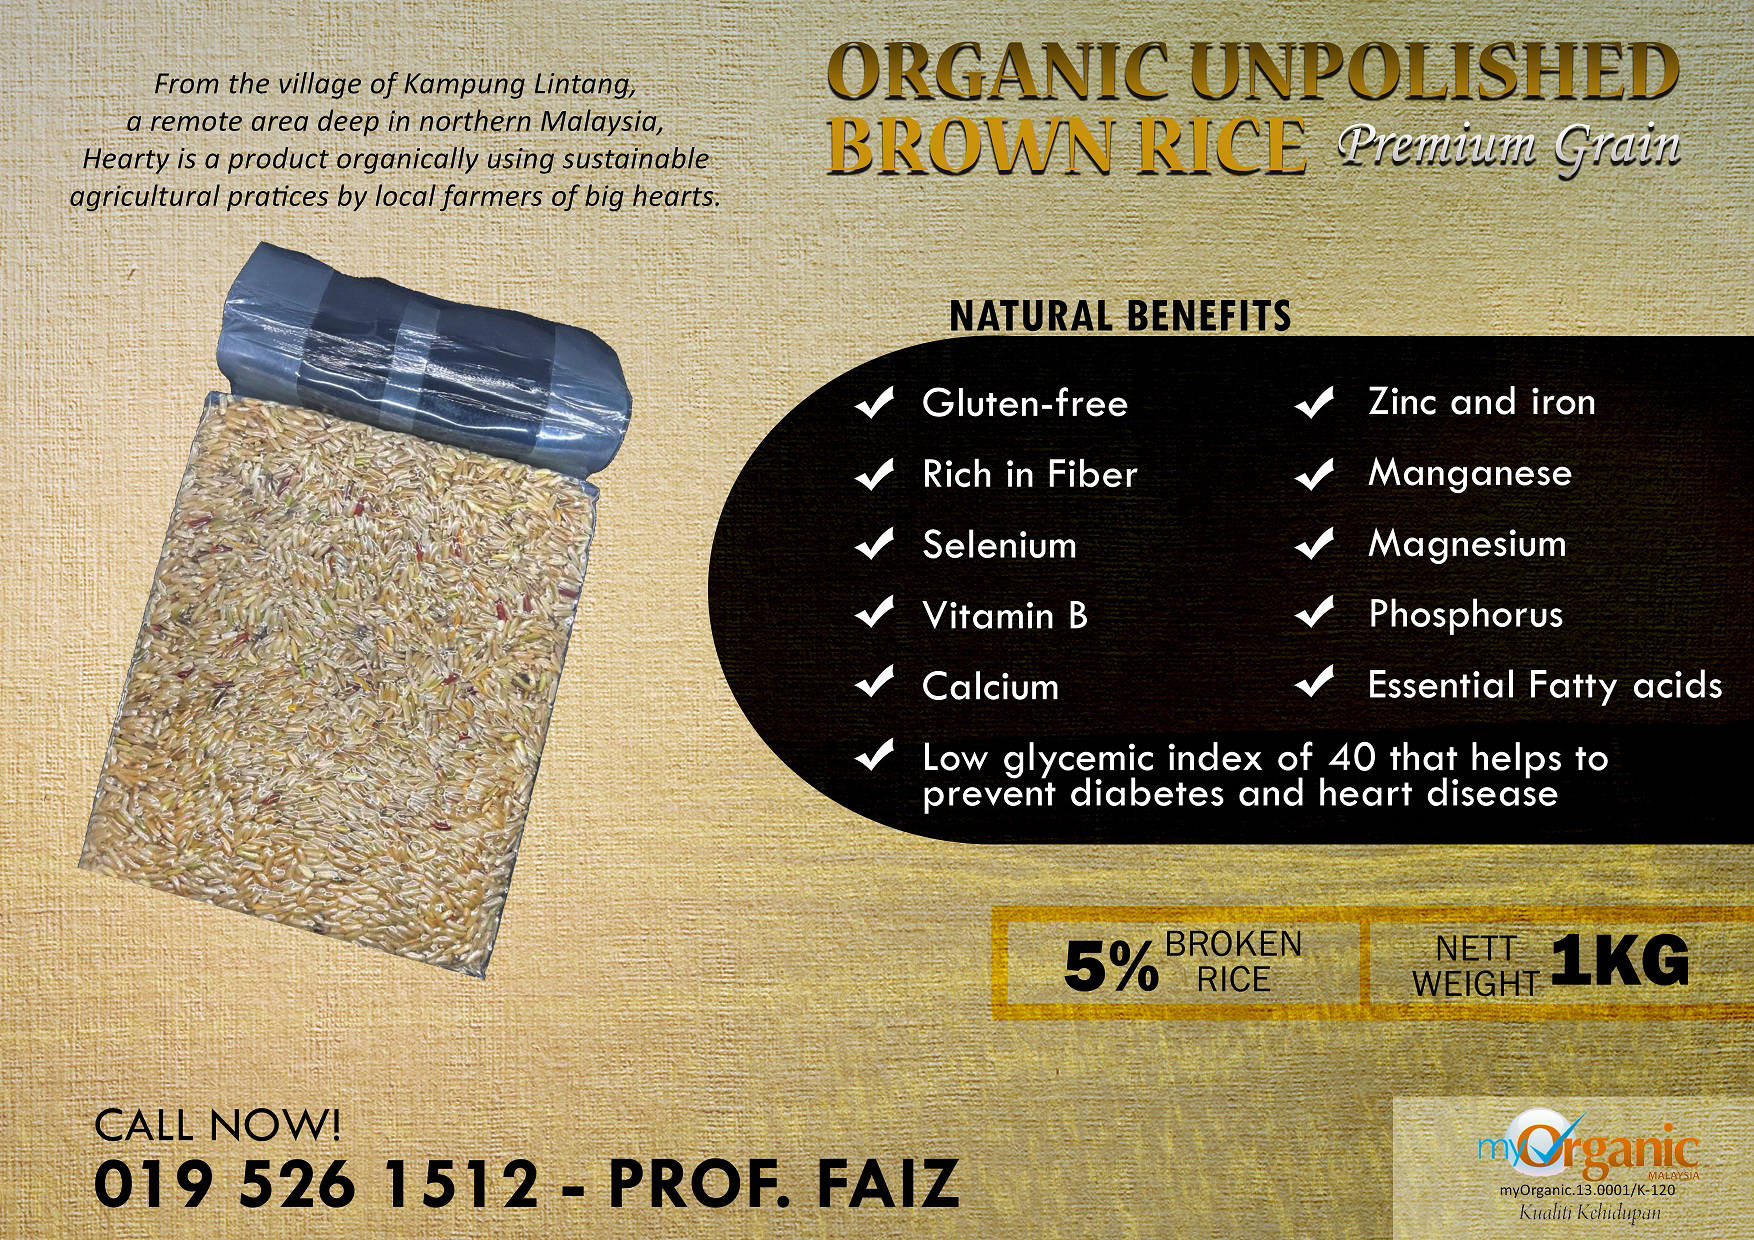 From the village of Kampung Lintang,
a remote area deep in northern Malaysia,
Hearty is a product organically using sustainable
agricultural pratices by local farmers of big hearts.
ORGANIC UNPOLISHED
BROWN RICE Premium Grain
NATURAL BENEFITS
Gluten-free
Rich in Fiber
Selenium
Vitamin B
Calcium
Zinc and iron
Manganese
Magnesium
Phosphorus
Essential Fatty acids
Low glycemic index of 40 that helps to
prevent diabetes and heart disease
5% BROKEN
RICE
NETT
WEIGHT 1KG
CALL NOW!
019 526 1512 - PROF. FAIZ
myOrganic
MALAYSIA
myOrganic.13.0001/K-120
Kualiti Kehidupan